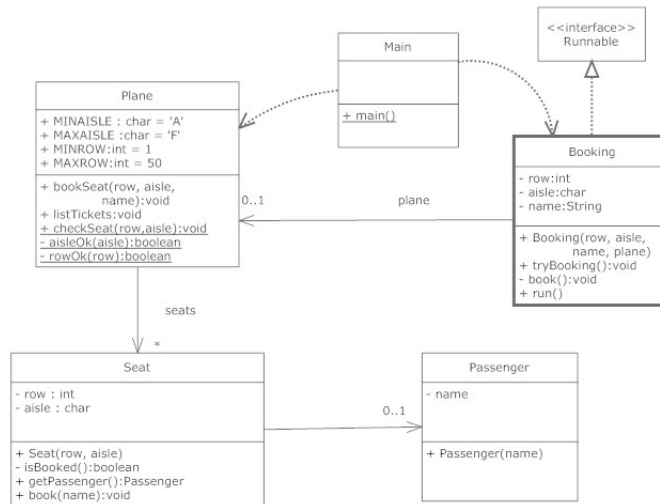 <<interface>>
Runnable
Main
+ main()
Plane
+ MINAISLE : char = 'A'
+ MAXAISLE :char = 'F'
+ MINROW:int = 1
+ MAXROW:int = 50
+ bookSeat(row, aisle,
name):void
+ listTickets:void
+ checkSeat(row,aisle):void
- aisleOk(aisle):boolean
- rowOk(row):boolean
Booking
- row:int
- aisle:char
- name:String
+ Booking(row, aisle,
name, plane)
+ tryBooking():void
- book():void
+ run()
0..1
plane
seats
*
Seat
- row : int
- aisle : char
+ Seat(row, aisle)
- isBooked():boolean
+ getPassenger():Passenger
+ book(name):void
0..1
Passenger
- name
+ Passenger(name)